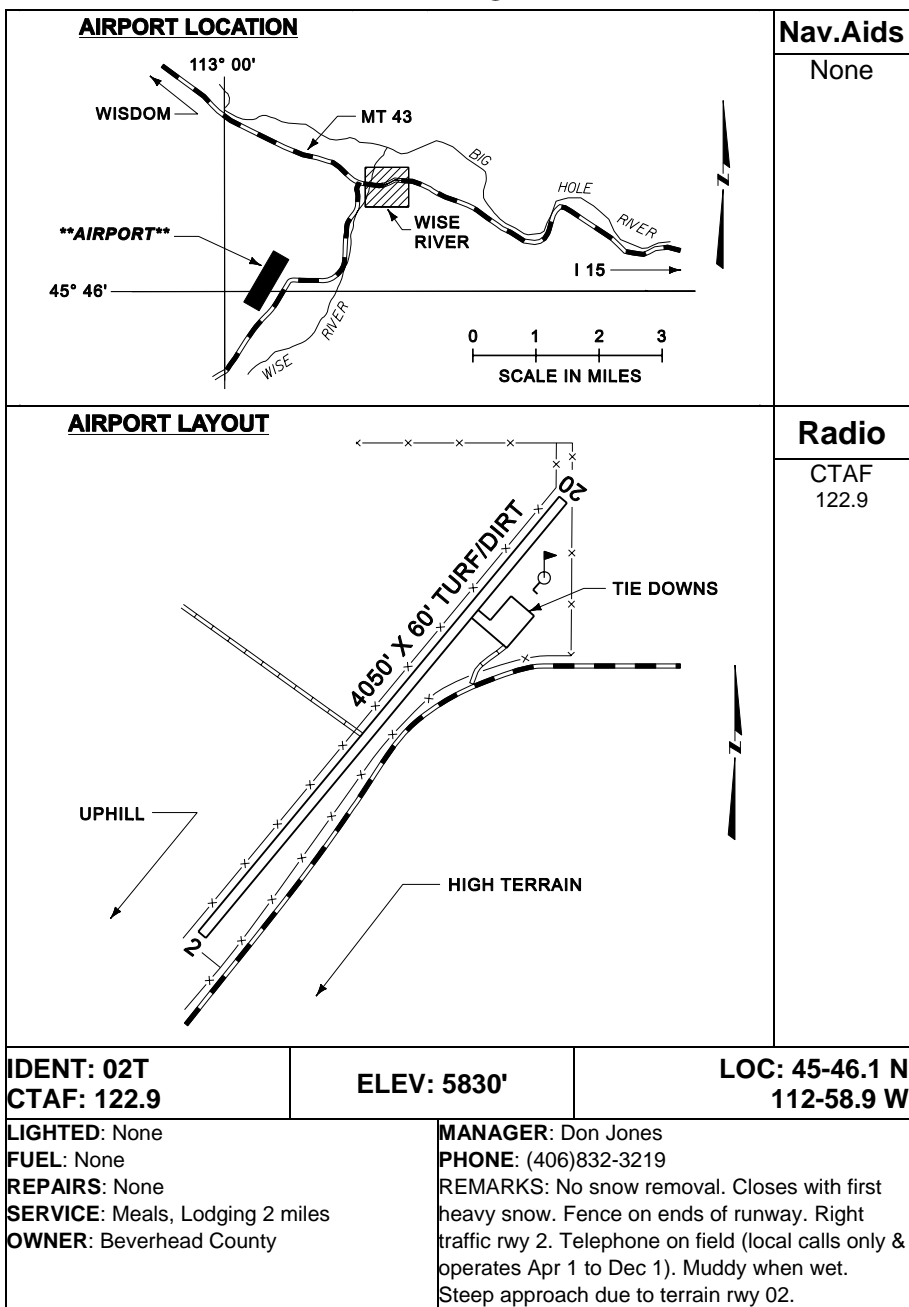 AIRPORT LOCATION
Nav.Aids
None
113° 00'
WISDOM
MT 43
BIG
HOLE
RIVER
WISE
RIVER
**AIRPORT**
I 15
45° 46'
WISE
RIVER
0 1 2 3
SCALE IN MILES
N
AIRPORT LAYOUT
Radio
CTAF
122.9
20
4050' X 60' TURF/DIRT
TIE DOWNS
N
UPHILL
HIGH TERRAIN
2
IDENT: 02T
CTAF: 122.9
ELEV: 5830'
LOC: 45-46.1 N
112-58.9 W
LIGHTED: None
FUEL: None
REPAIRS: None
SERVICE: Meals, Lodging 2 miles
OWNER: Beverhead County
MANAGER: Don Jones
PHONE: (406)832-3219
REMARKS: No snow removal. Closes with first
heavy snow. Fence on ends of runway. Right
traffic rwy 2. Telephone on field (local calls only &
operates Apr 1 to Dec 1). Muddy when wet.
Steep approach due to terrain rwy 02.